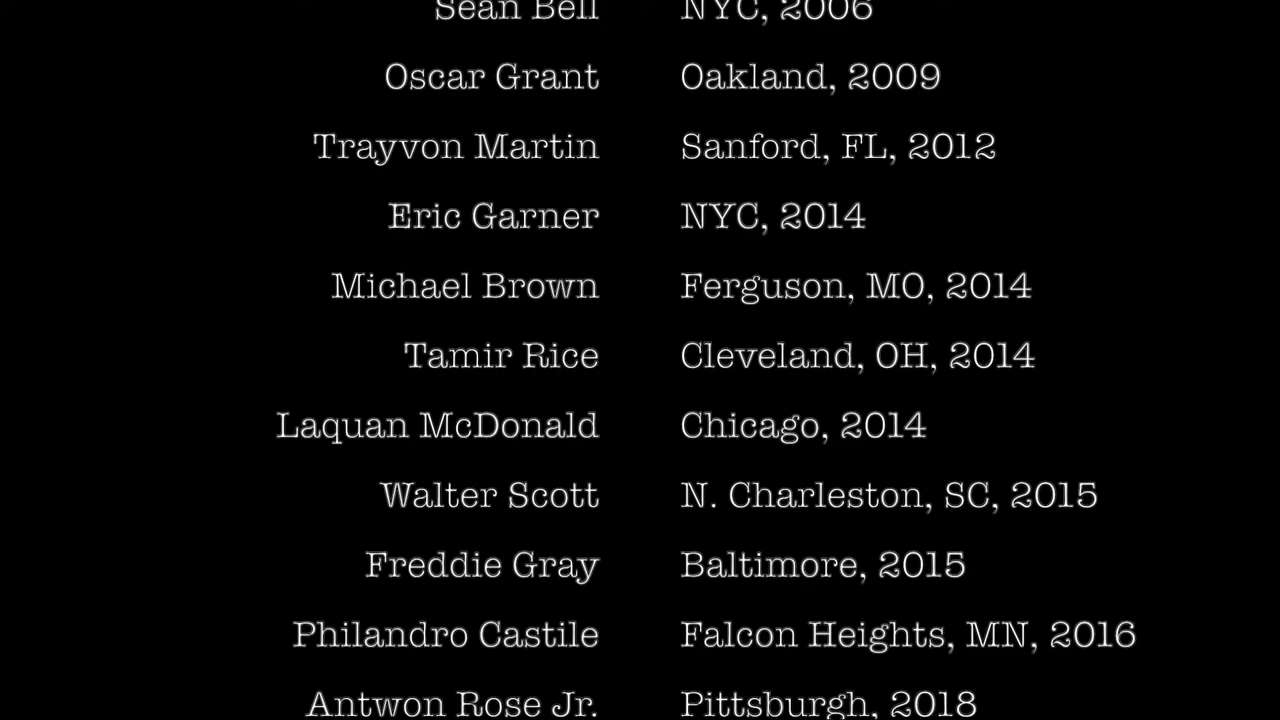 Sean Bell NYC, 2006
Oscar Grant Oakland, 2009
Trayvon Martin Sanford, FL, 2012
Eric Garner NYC, 2014
Michael Brown Ferguson, MO, 2014
Tamir Rice Cleveland, OH, 2014
Laquan McDonald Chicago, 2014
Walter Scott N. Charleston, SC, 2015
Freddie Gray Baltimore, 2015
Philandro Castile Falcon Heights, MN, 2016
Antwon Rose Jr. Pittsburgh, 2018